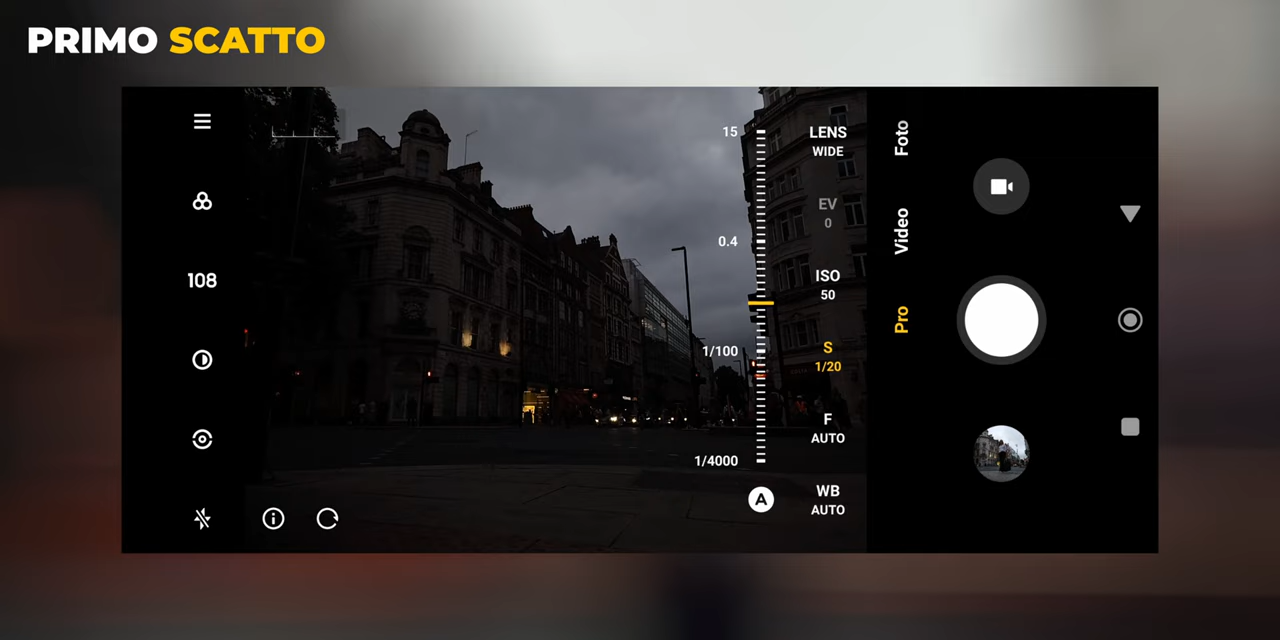 PRIMO SCATTO
108
15
0.4
1/100
1/4000
A
LENS
WIDE
EV
0
ISO
50
S
1/20
F
AUTO
WB
AUTO
Foto
Video
Pro